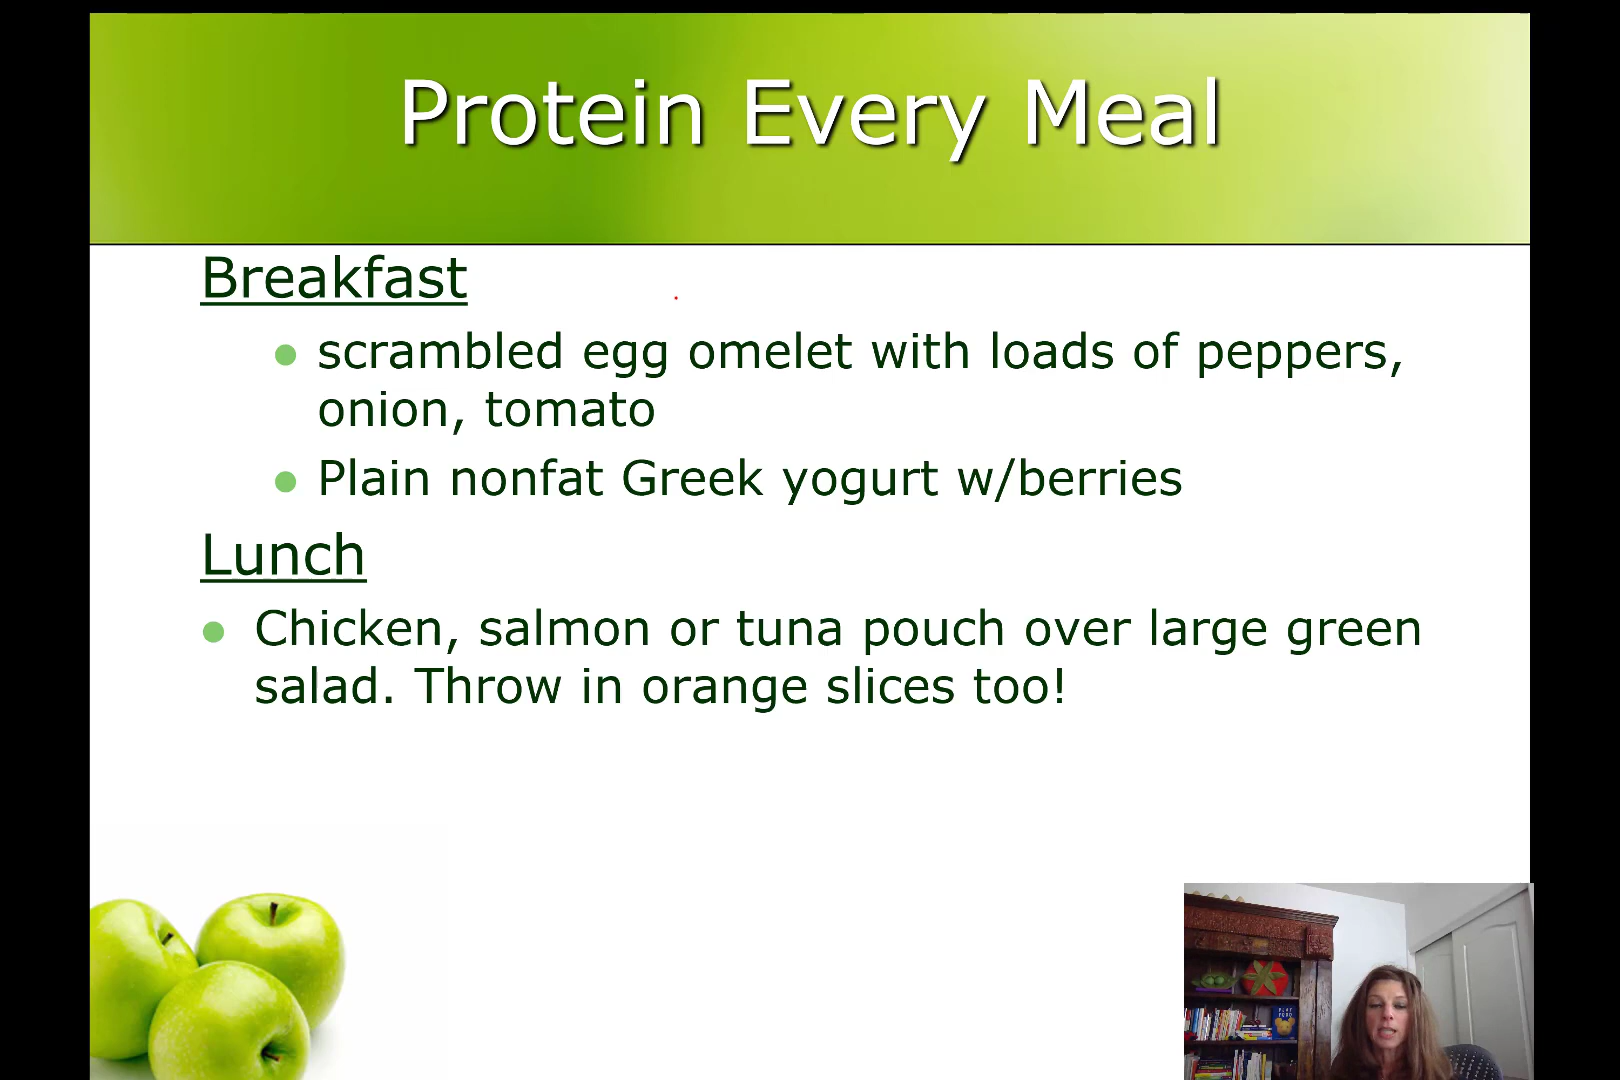 Protein Every Meal
Breakfast
scrambled egg omelet with loads of peppers,
onion, tomato
Plain nonfat Greek yogurt w/berries
Lunch
Chicken, salmon or tuna pouch over large green
salad. Throw in orange slices too!